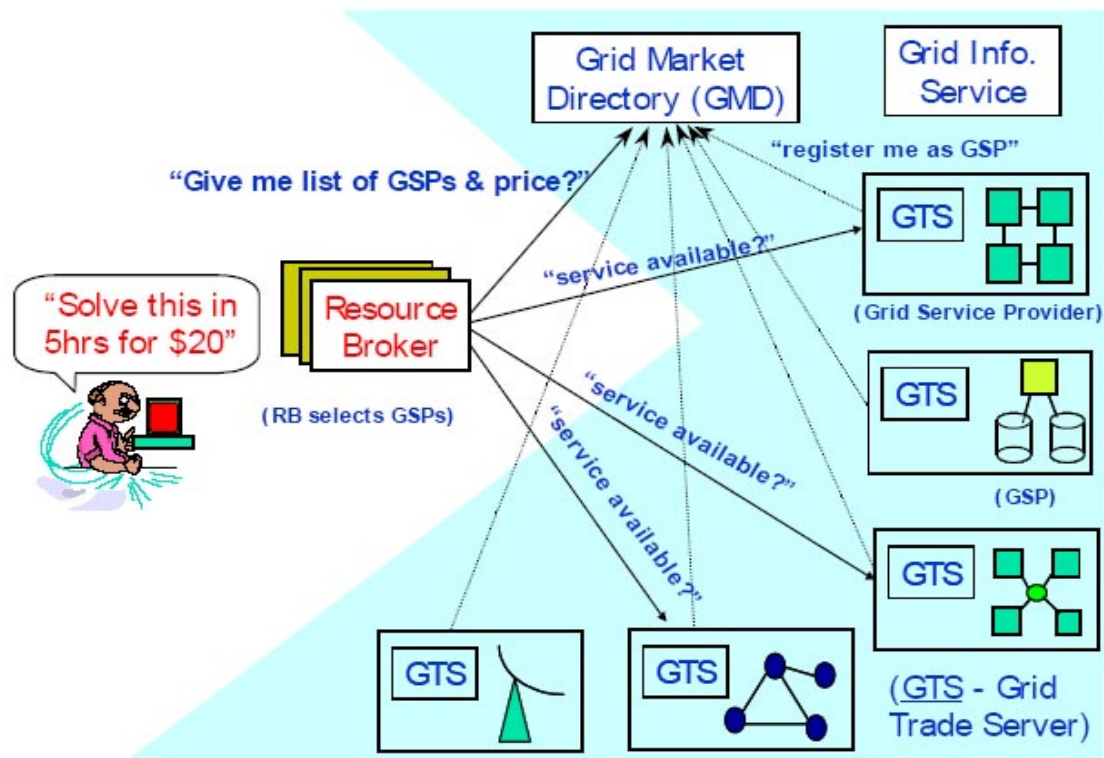 Grid Market
Directory (GMD)
Grid Info.
Service
“register me as GSP”
“Give me list of GSPs & price?”
GTS
“service available?”
(Grid Service Provider)
“Solve this in
5hrs for $20”
Resource
Broker
(RB selects GSPs)
GTS
(GSP)
“service available?”
“service available?”
GTS
GTS
GTS
(GTS - Grid
Trade Server)